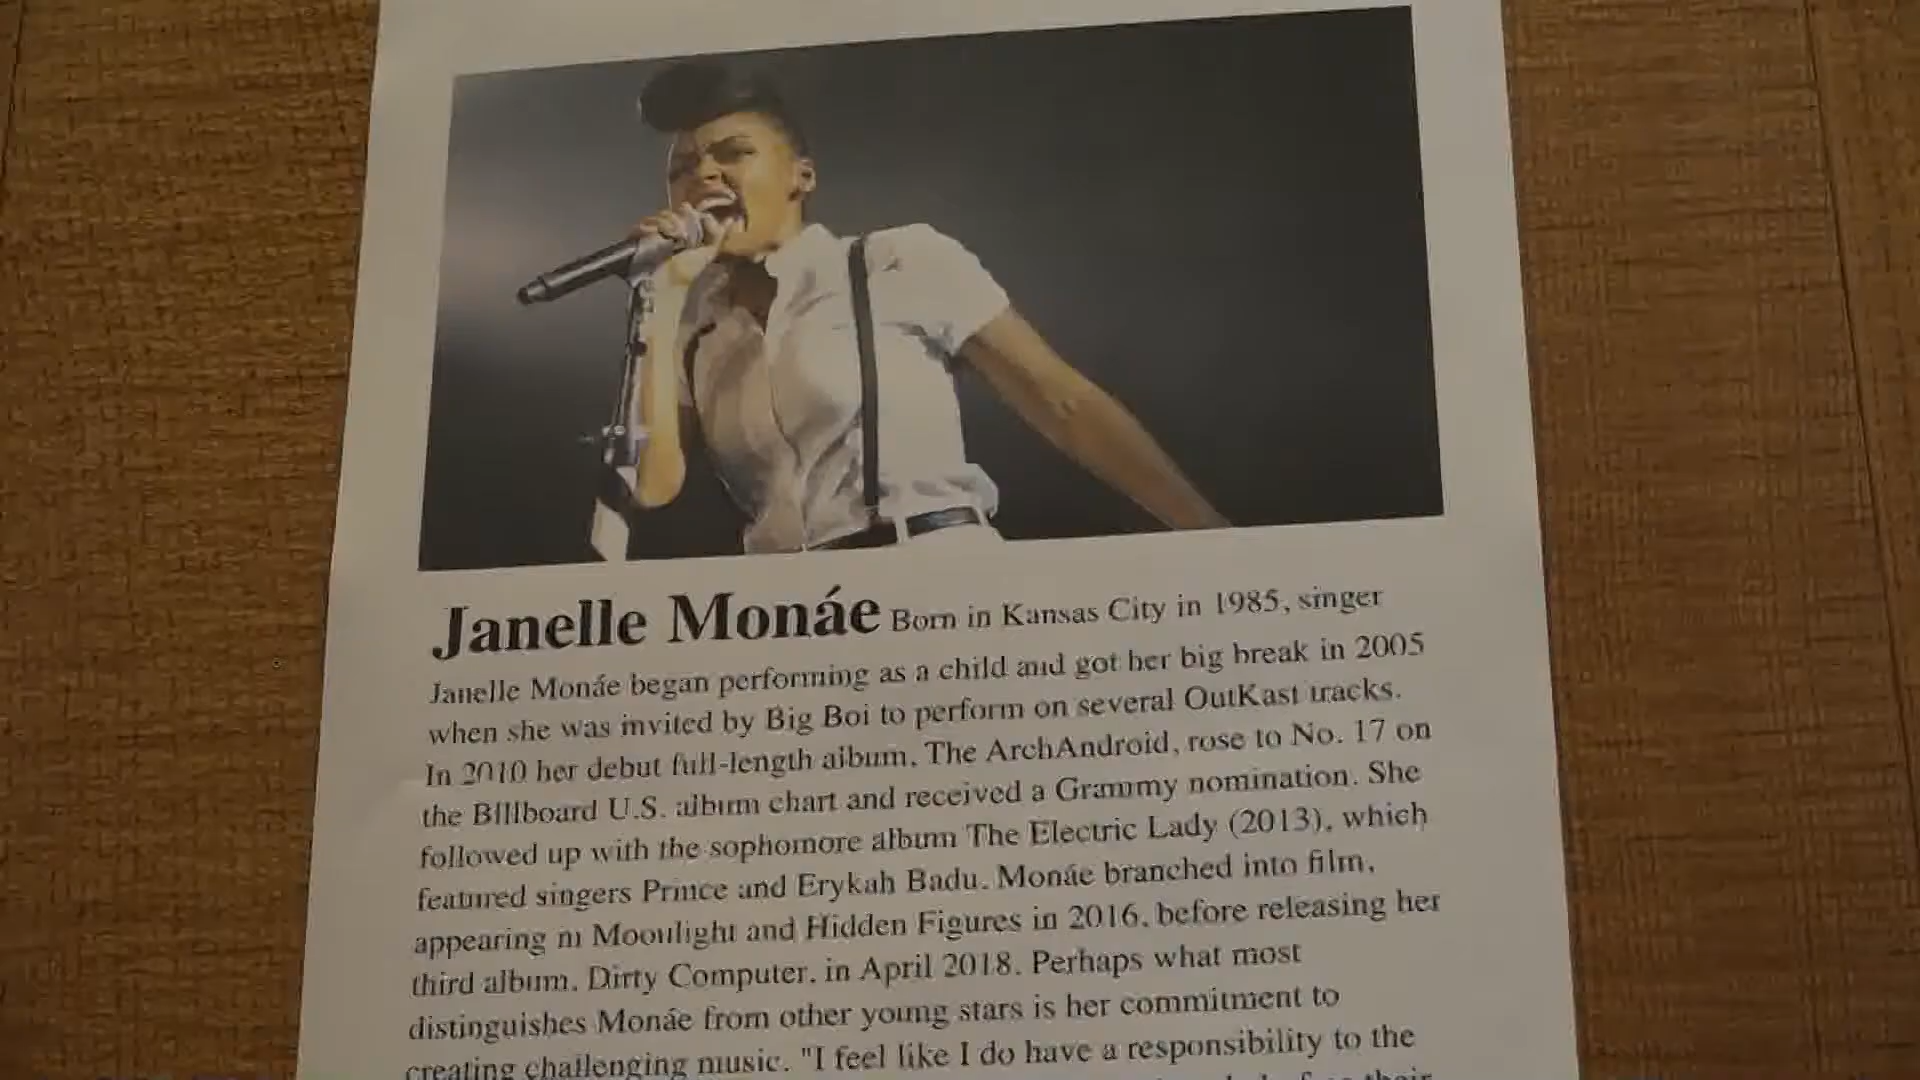 Janelle Monáe Born in Kansas City in 1985, singer
Janelle Monáe began performing as a child and got her big break in 2005
when she was invited by Big Boi to perform on several OutKast tracks.
In 2010 her debut full-length album, The ArchAndroid, rose to No. 17 on
the Billboard U.S. album chart and received a Grammy nomination. She
followed up with the sophomore album The Electric Lady (2013), which
featured singers Prince and Erykah Badu. Monáe branched into film,
appearing in Moonlight and Hidden Figures in 2016, before releasing her
third album, Dirty Computer, in April 2018. Perhaps what most
distinguishes Monáe from other young stars is her commitment to
creating challenging music. "I feel like I do have a responsibility to the